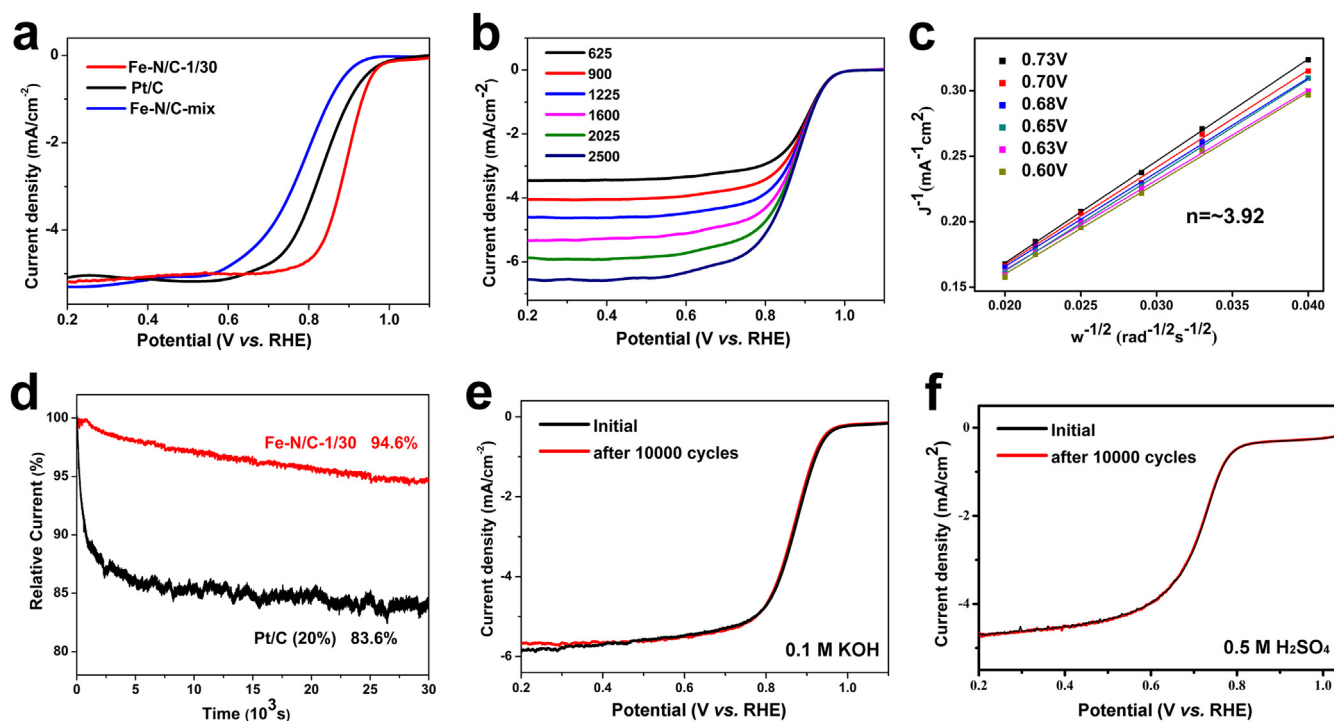 a
Fe-N/C-1/30
Pt/C
Fe-N/C-mix
0
-2
-4
Current density (mA/cm⁻²)
0.2 0.4 0.6 0.8 1.0
Potential (V vs. RHE)
b
625
900
1225
1600
2025
2500
0
-2
-4
-6
Current density (mA/cm⁻²)
0.2 0.4 0.6 0.8 1.0
Potential (V vs. RHE)
c
0.73V
0.70V
0.68V
0.65V
0.63V
0.60V
n=~3.92
0.30
0.25
0.20
0.15
J⁻¹(mA⁻¹cm²)
0.020 0.025 0.030 0.035 0.040
w⁻¹/² (rad⁻¹/²s⁻¹/²)
d
100
95
90
85
80
Relative Current (%)
Fe-N/C-1/30 94.6%
Pt/C (20%) 83.6%
0 5 10 15 20 25 30
Time (10³s)
e
Initial
after 10000 cycles
0
-2
-4
-6
Current density (mA/cm⁻²)
0.1 M KOH
0.2 0.4 0.6 0.8 1.0
Potential (V vs. RHE)
f
Initial
after 10000 cycles
0
-2
-4
Current density (mA/cm²)
0.5 M H₂SO₄
0.2 0.3 0.4 0.5 0.6 0.7 0.8 0.9 1.0
Potential (V vs. RHE)